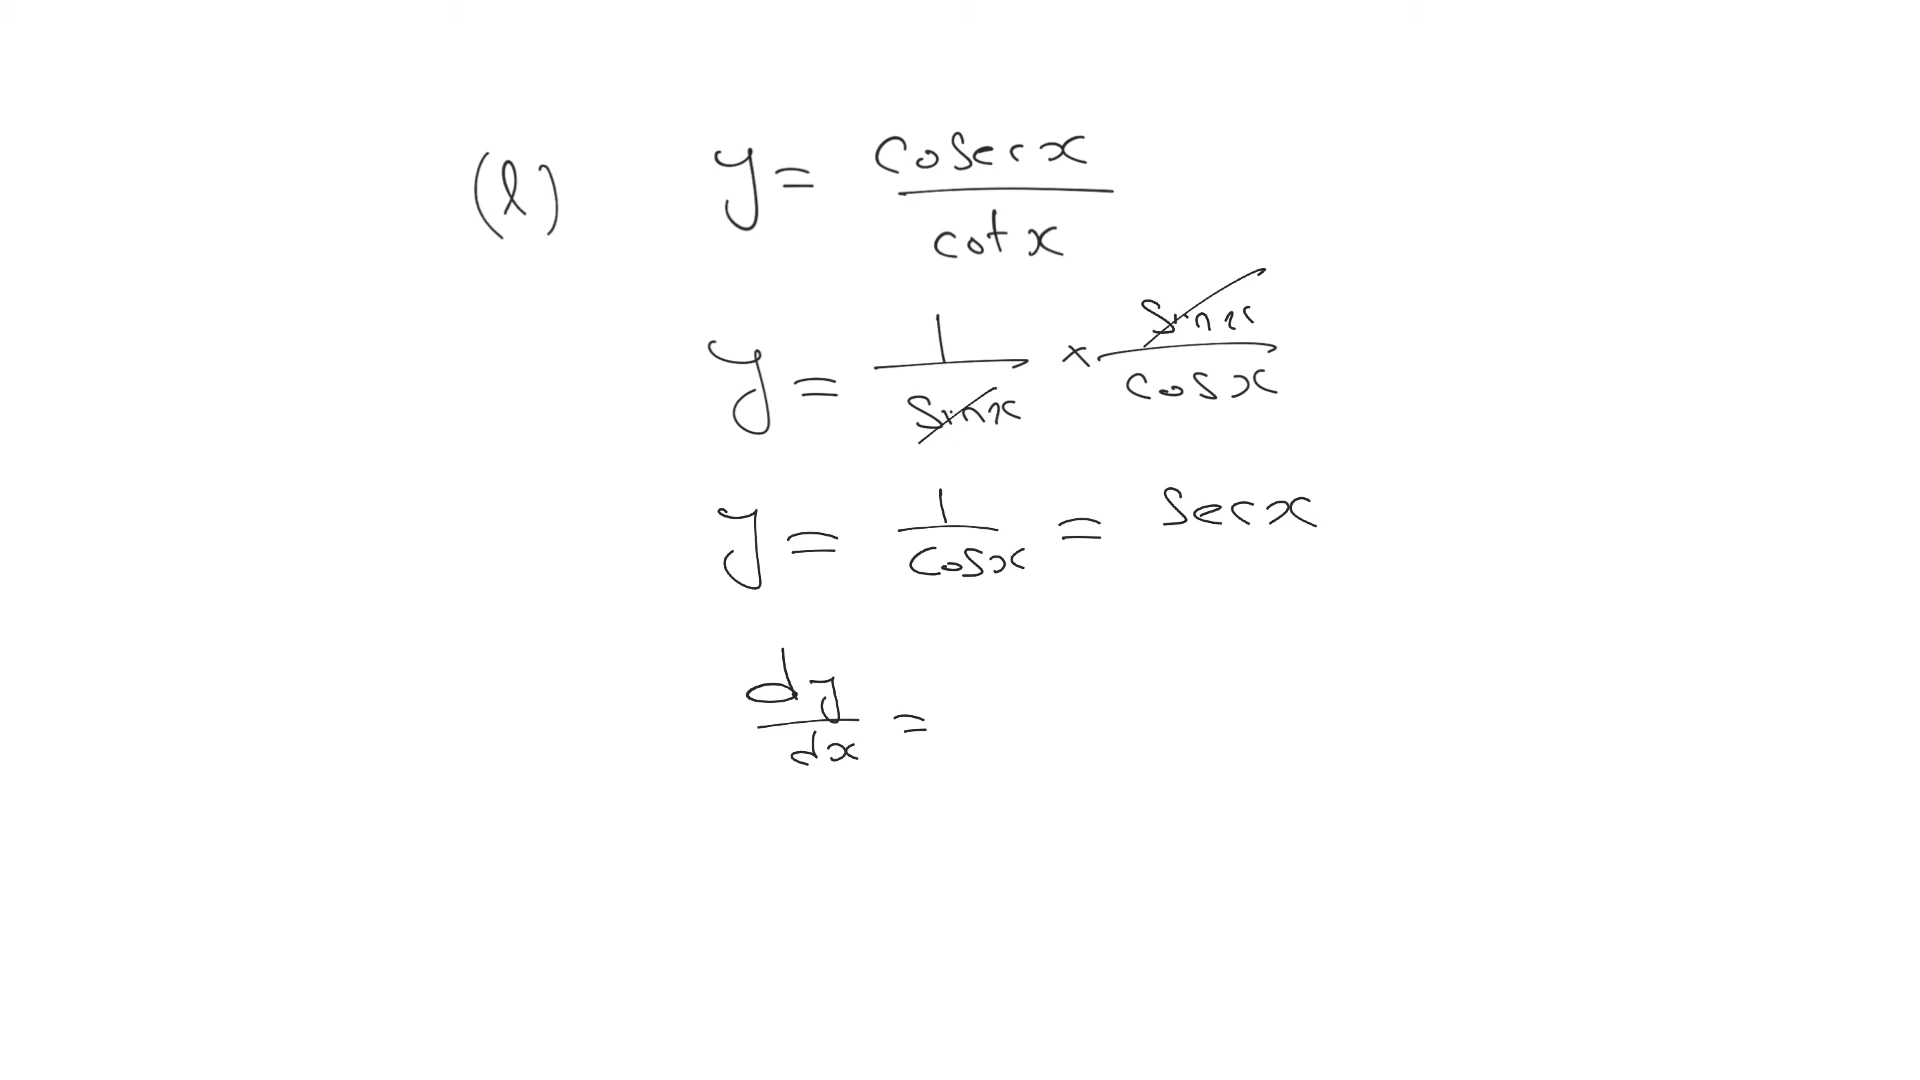 (l) y = cosec x / cot x
y = 1 / sin x × sin x / cos x
y = 1 / cos x = sec x
dy / dx =